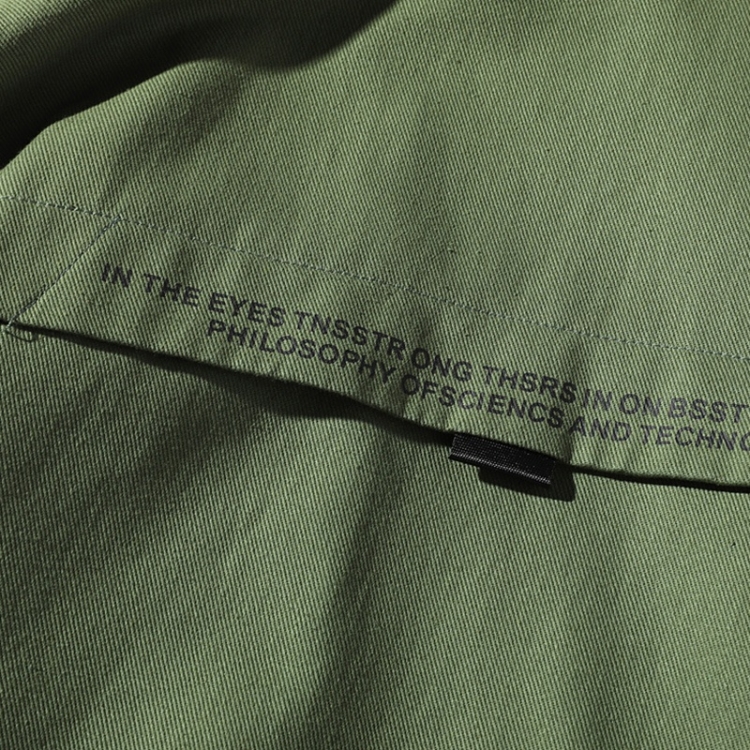 IN THE EYES TNSSTR ONG THSRS IN ON BSST
PHILOSOPHY OFSCIENCS AND TECHNO